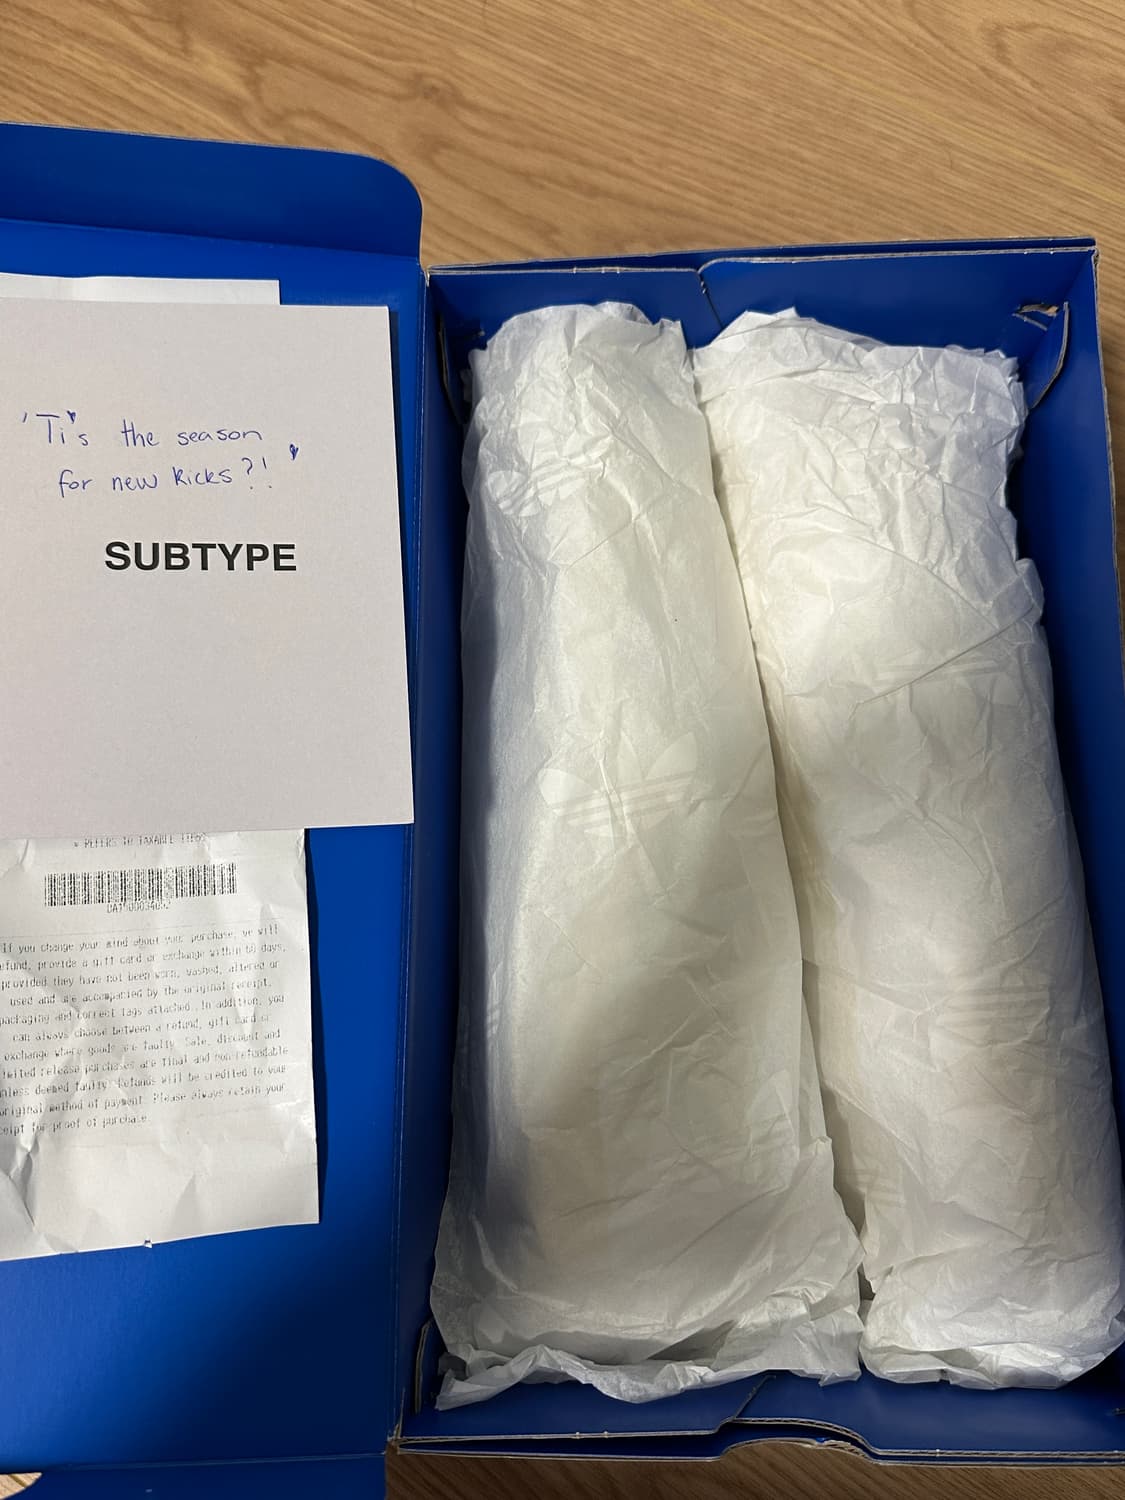 'Ti's the season
for new kicks?!
SUBTYPE
* REFERS TO TAXABLE ITEMS
If you change your mind about your purchase, we will
refund, provide a gift card or exchange within days,
provided they have not been worn, washed, altered or
used and are accompanied by the original receipt,
packaging and correct tags attached. In addition, you
can always choose between a refund, gift card or
exchange where goods are faulty. Sale, discount and
limited release purchases are final and non-refundable
unless deemed faulty. Refunds will be credited to your
original method of payment. Please always retain your
receipt for proof of purchase.